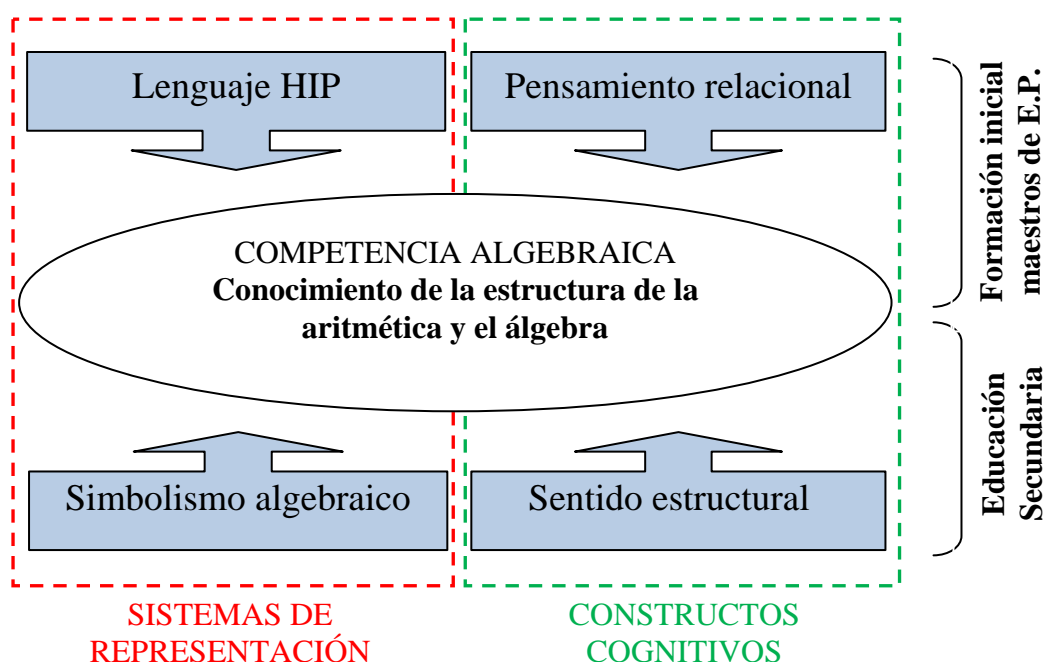 Lenguaje HIP
Pensamiento relacional
COMPETENCIA ALGEBRAICA
Conocimiento de la estructura de la
aritmética y el álgebra
Simbolismo algebraico
Sentido estructural
SISTEMAS DE
REPRESENTACIÓN
CONSTRUCTOS
COGNITIVOS
Formación inicial
maestros de E.P.
Educación
Secundaria